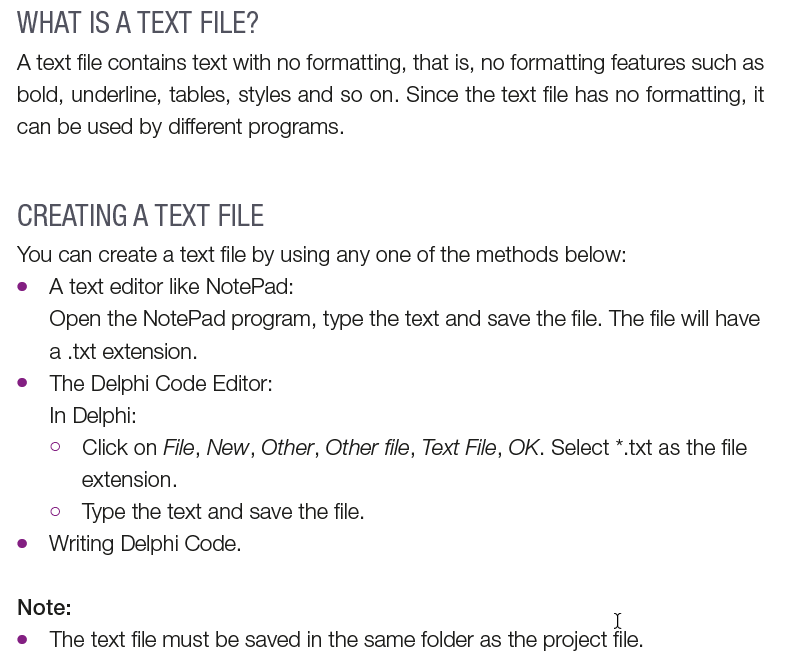 WHAT IS A TEXT FILE?
A text file contains text with no formatting, that is, no formatting features such as
bold, underline, tables, styles and so on. Since the text file has no formatting, it
can be used by different programs.
CREATING A TEXT FILE
You can create a text file by using any one of the methods below:
• A text editor like NotePad:
Open the NotePad program, type the text and save the file. The file will have
a .txt extension.
• The Delphi Code Editor:
In Delphi:
○ Click on File, New, Other, Other file, Text File, OK. Select *.txt as the file
extension.
○ Type the text and save the file.
• Writing Delphi Code.
Note:
• The text file must be saved in the same folder as the project file.